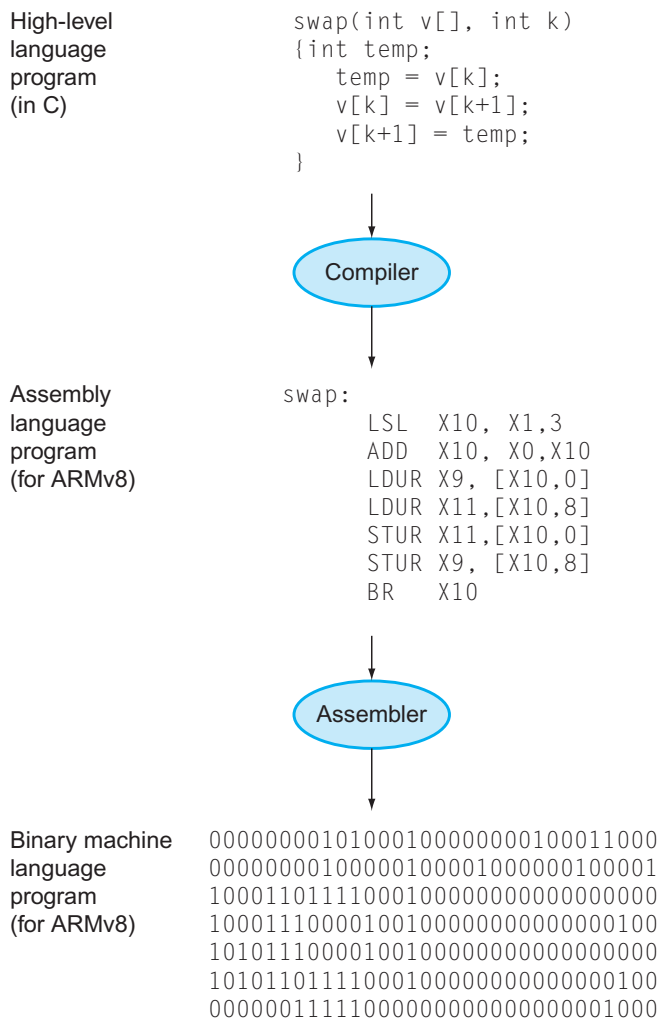 High-level swap(int v[], int k)
language {int temp;
program temp = v[k];
(in C) v[k] = v[k+1];
v[k+1] = temp;
}
Compiler
Assembly swap:
language LSL X10, X1,3
program ADD X10, X0,X10
(for ARMv8) LDUR X9, [X10,0]
LDUR X11,[X10,8]
STUR X11,[X10,0]
STUR X9, [X10,8]
BR X10
Assembler
Binary machine 00000000101000100000000100011000
language 00000000100000100001000000100001
program 10001101111000100000000000000000
(for ARMv8) 10001110000100100000000000000100
10101110000100100000000000000000
10101101111000100000000000000100
00000011111000000000000000001000